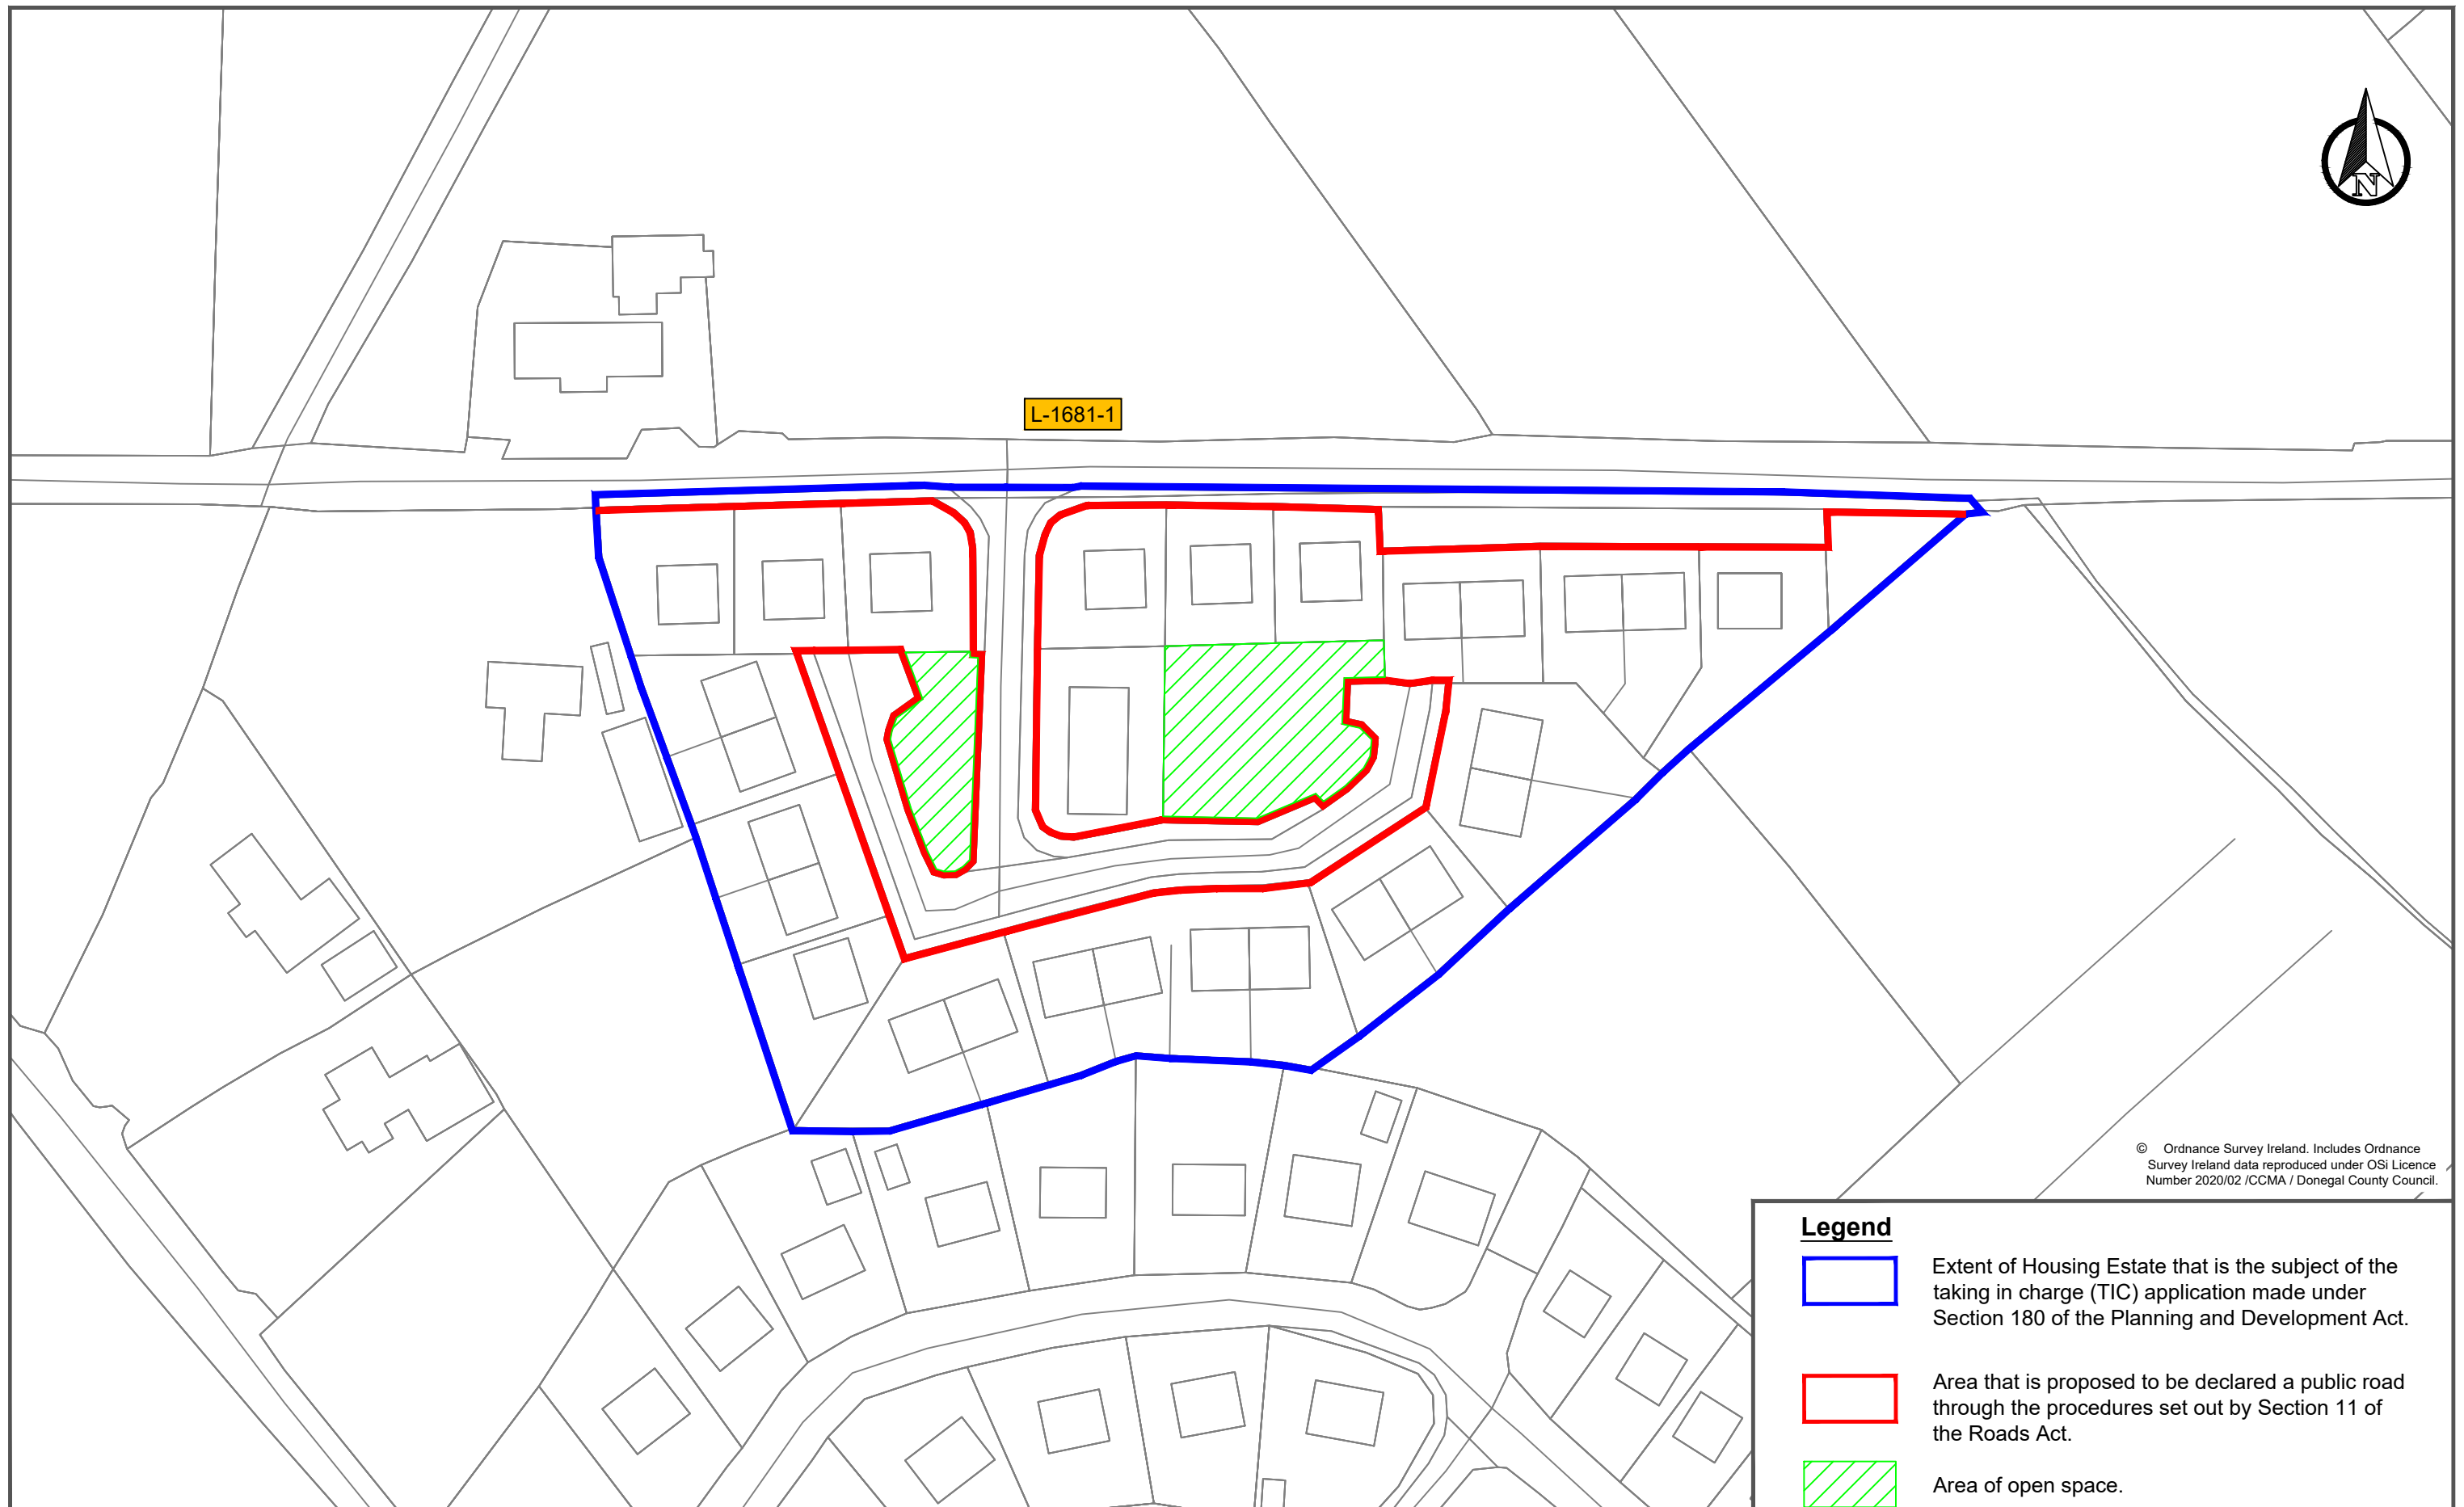 N
L-1681-1
© Ordnance Survey Ireland. Includes Ordnance
Survey Ireland data reproduced under OSi Licence
Number 2020/02 /CCMA / Donegal County Council.
Legend
Extent of Housing Estate that is the subject of the
taking in charge (TIC) application made under
Section 180 of the Planning and Development Act.
Area that is proposed to be declared a public road
through the procedures set out by Section 11 of
the Roads Act.
Area of open space.